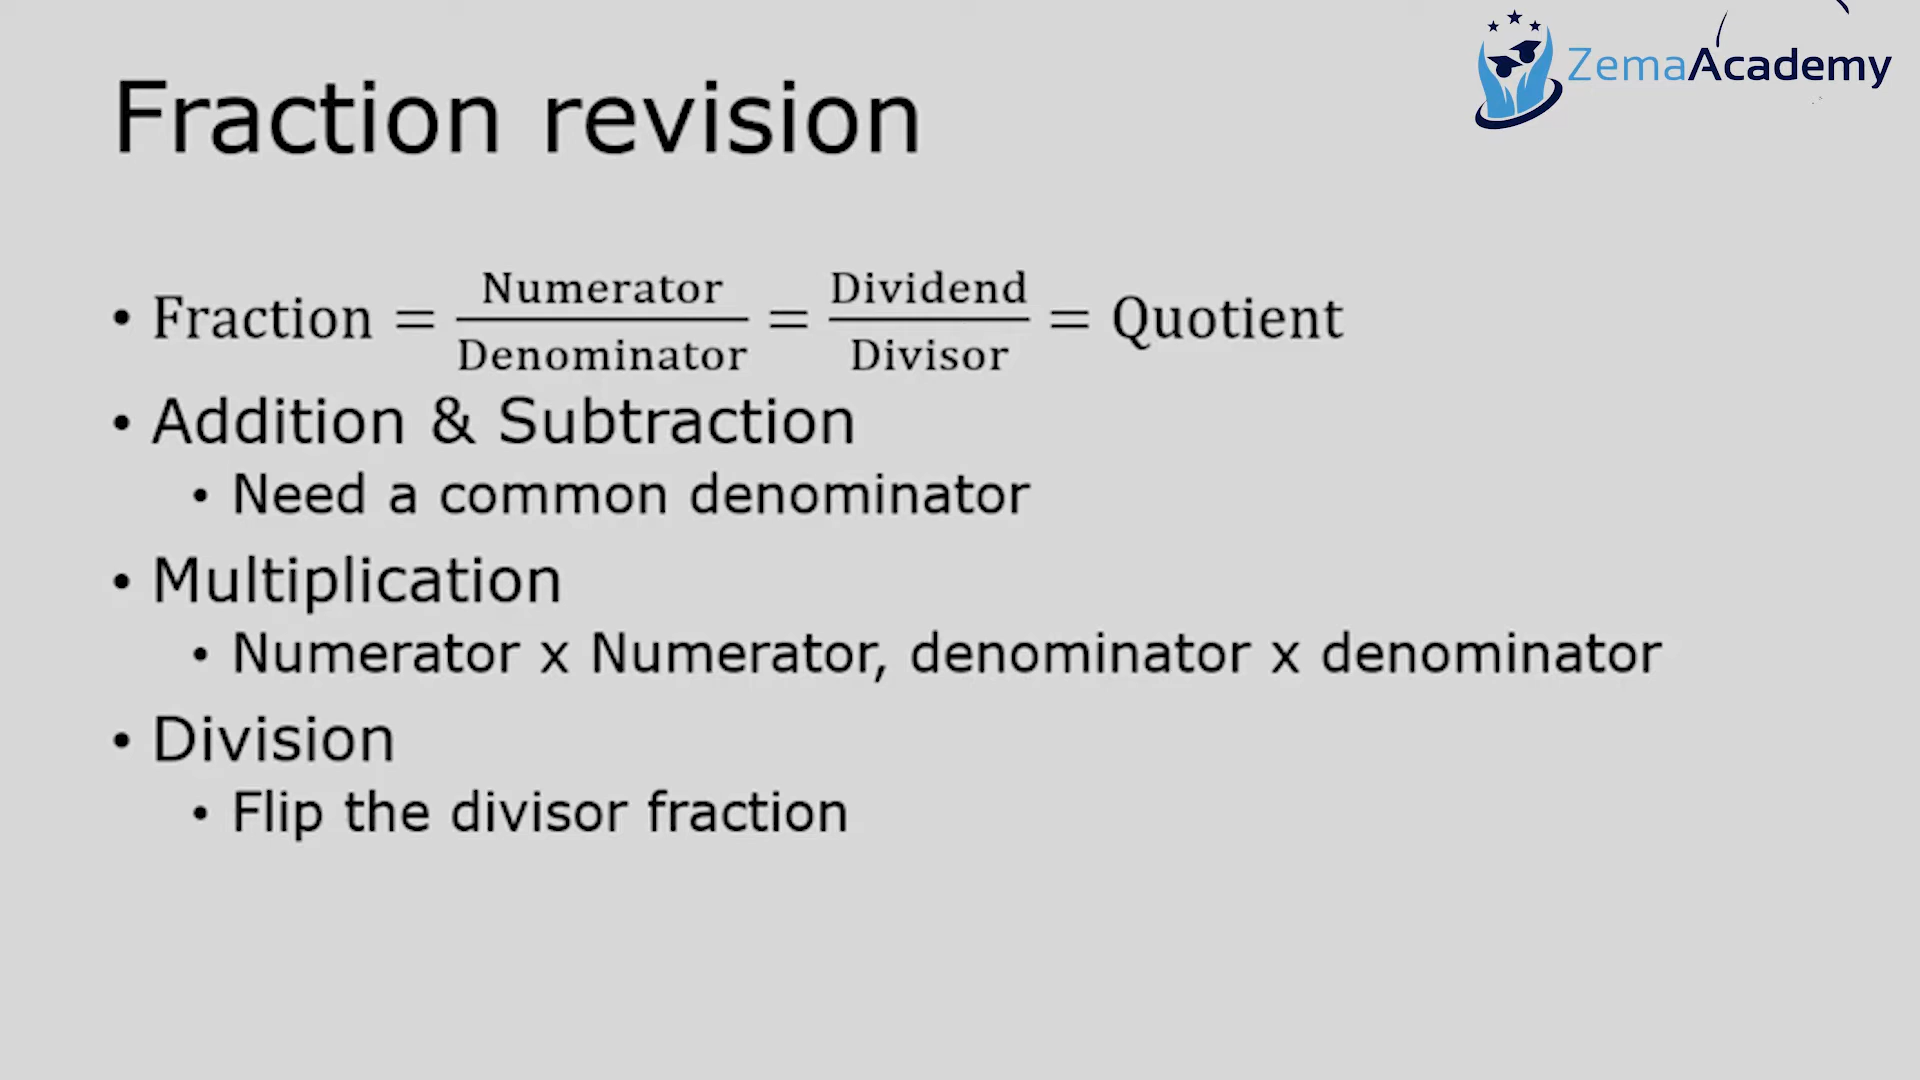 ZemaAcademy
Fraction revision
• Fraction = Numerator/Denominator = Dividend/Divisor = Quotient
• Addition & Subtraction
• Need a common denominator
• Multiplication
• Numerator x Numerator, denominator x denominator
• Division
• Flip the divisor fraction